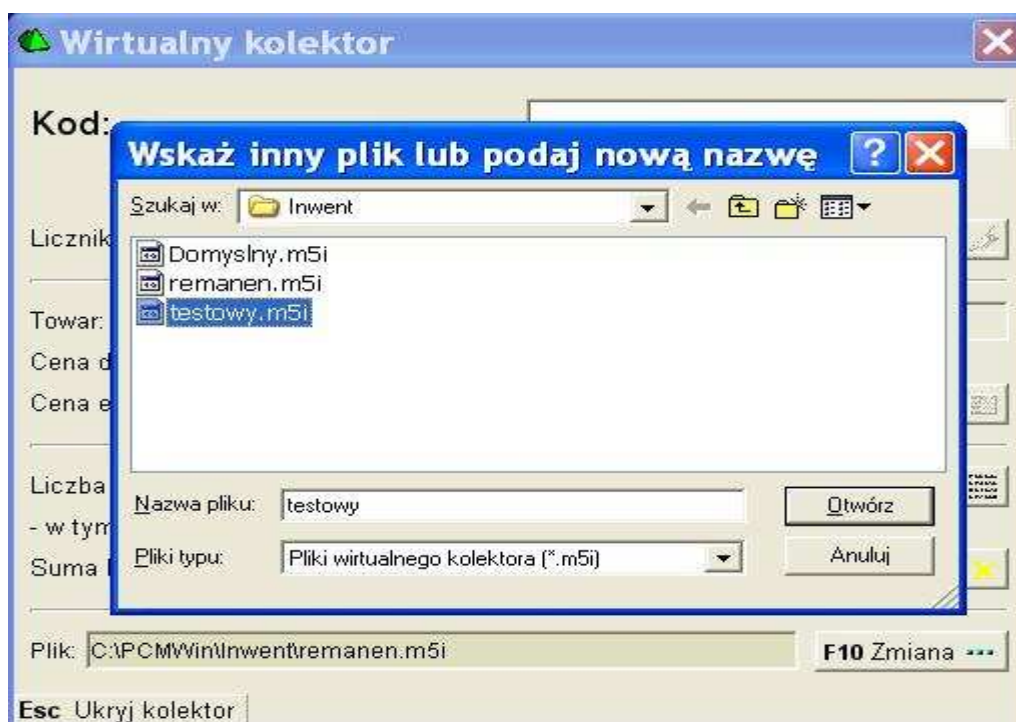 Wirtualny kolektor
Kod:
Wskaż inny plik lub podaj nową nazwę
Szukaj w: Inwent
Licznik
Domyslny.m5i
remanen.m5i
testowy.m5i
Towar:
Cena d
Cena e
Liczba
Nazwa pliku: testowy Otwórz
- w tym
Pliki typu: Pliki wirtualnego kolektora (*.m5i) Anuluj
Suma
Plik: C:\PCMWin\Inwent\remanen.m5i F10 Zmiana ...
Esc Ukryj kolektor